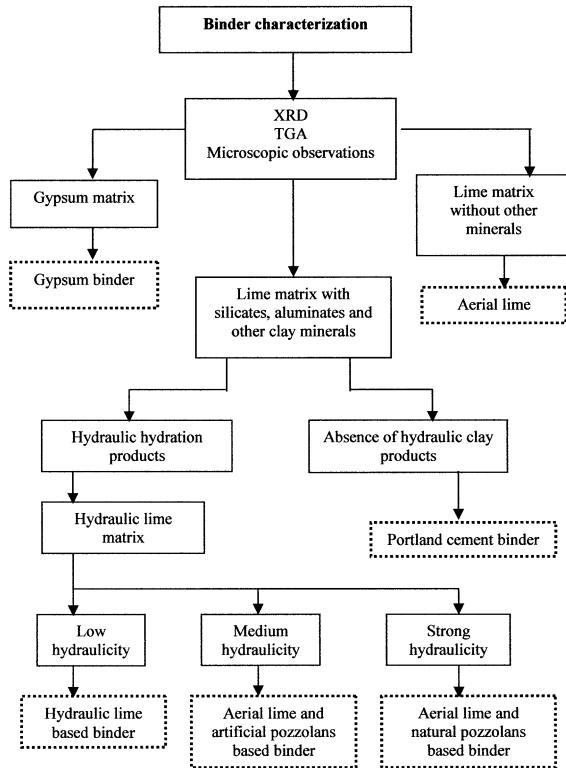 Binder characterization
XRD
TGA
Microscopic observations
Gypsum matrix
Lime matrix
without other
minerals
Gypsum binder
Aerial lime
Lime matrix with
silicates, aluminates and
other clay minerals
Hydraulic hydration
products
Absence of hydraulic clay
products
Hydraulic lime
matrix
Portland cement binder
Low
hydraulicity
Medium
hydraulicity
Strong
hydraulicity
Hydraulic lime
based binder
Aerial lime and
artificial pozzolans
based binder
Aerial lime and
natural pozzolans
based binder